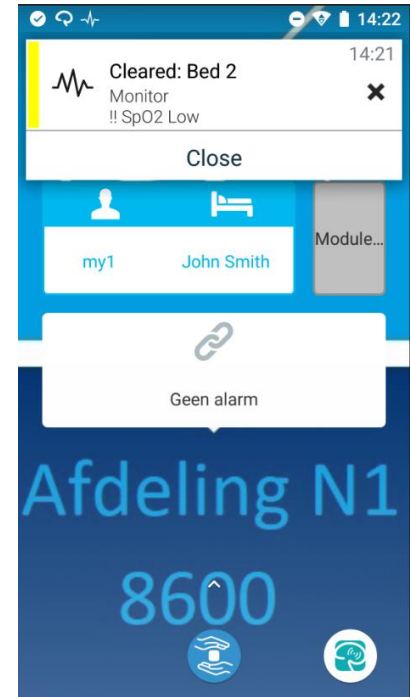 14:22
14:21
Cleared: Bed 2
Monitor
!! SpO2 Low
Close
my1
John Smith
Module...
Geen alarm
Afdeling N1
8600